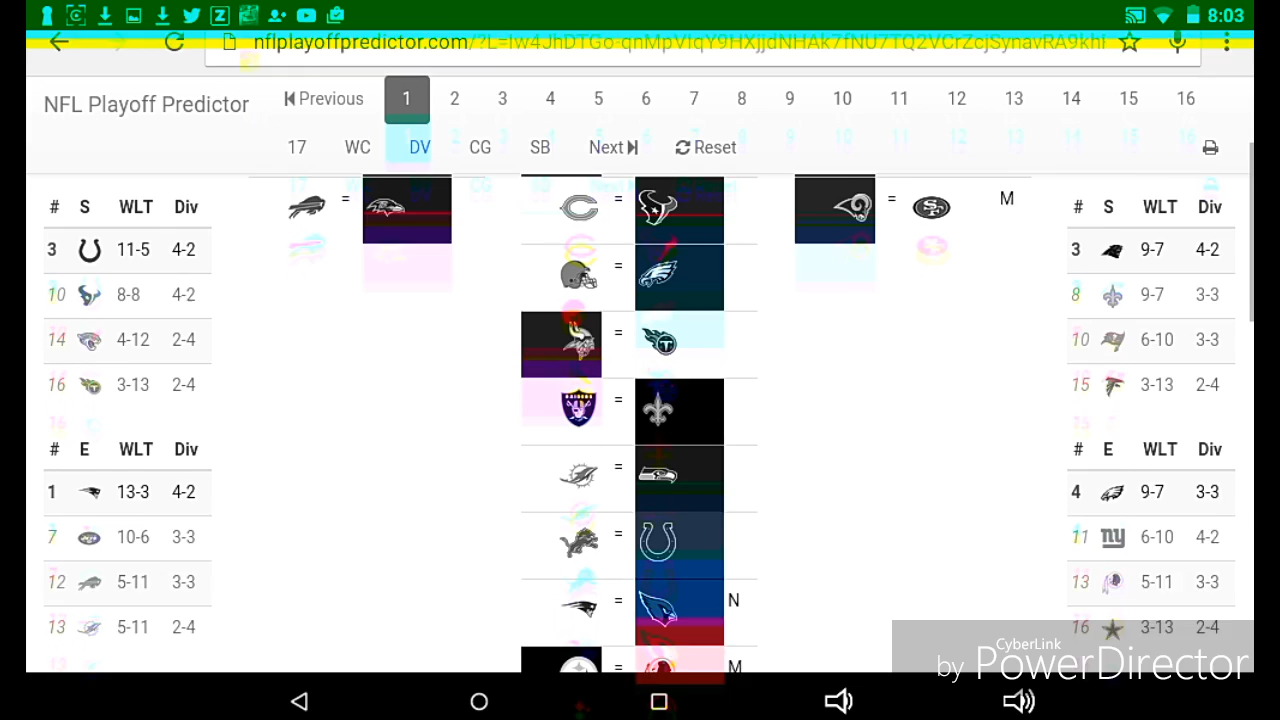 8:03
nflplayoffpredictor.com/?L=
NFL Playoff Predictor
Previous 1 2 3 4 5 6 7 8 9 10 11 12 13 14 15 16
17 WC DV CG SB Next Reset
# S WLT Div
3 11-5 4-2
10 8-8 4-2
14 4-12 2-4
16 3-13 2-4
# E WLT Div
1 13-3 4-2
7 10-6 3-3
12 5-11 3-3
13 5-11 2-4
=
= M
=
=
=
RAIDERS =
=
=
= N
= M
# S WLT Div
3 9-7 4-2
8 9-7 3-3
10 6-10 3-3
15 3-13 2-4
# E WLT Div
4 9-7 3-3
11 ny 6-10 4-2
13 5-11 3-3
16 3-13 2-4
CyberLink
by PowerDirector